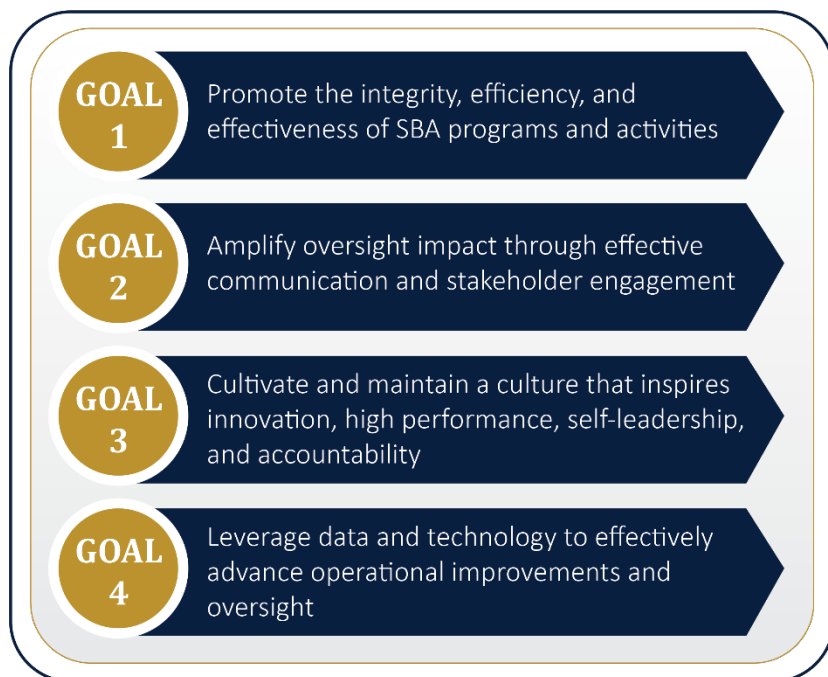 GOAL
1
Promote the integrity, efficiency, and
effectiveness of SBA programs and activities
GOAL
2
Amplify oversight impact through effective
communication and stakeholder engagement
GOAL
3
Cultivate and maintain a culture that inspires
innovation, high performance, self-leadership,
and accountability
GOAL
4
Leverage data and technology to effectively
advance operational improvements and
oversight